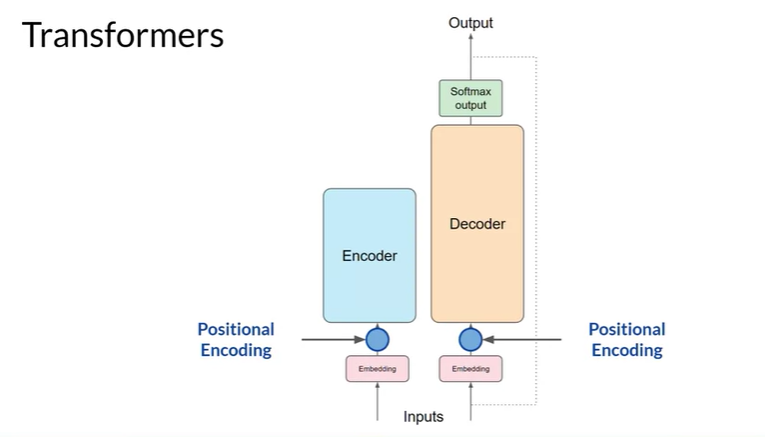 Transformers
Output
Softmax
output
Decoder
Encoder
Positional
Encoding
Positional
Encoding
Embedding
Embedding
Inputs